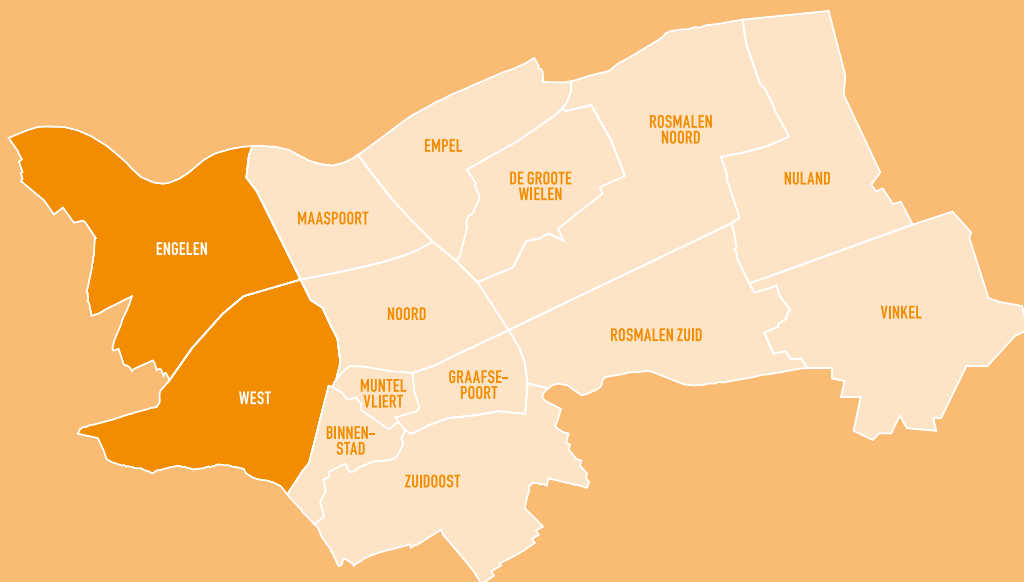 ROSMALEN
NOORD
EMPEL
DE GROOTE
WIELEN
NULAND
MAASPOORT
ENGELEN
NOORD
VINKEL
ROSMALEN ZUID
GRAAFSE-
POORT
MUNTEL
VLIERT
WEST
BINNEN-
STAD
ZUIDOOST